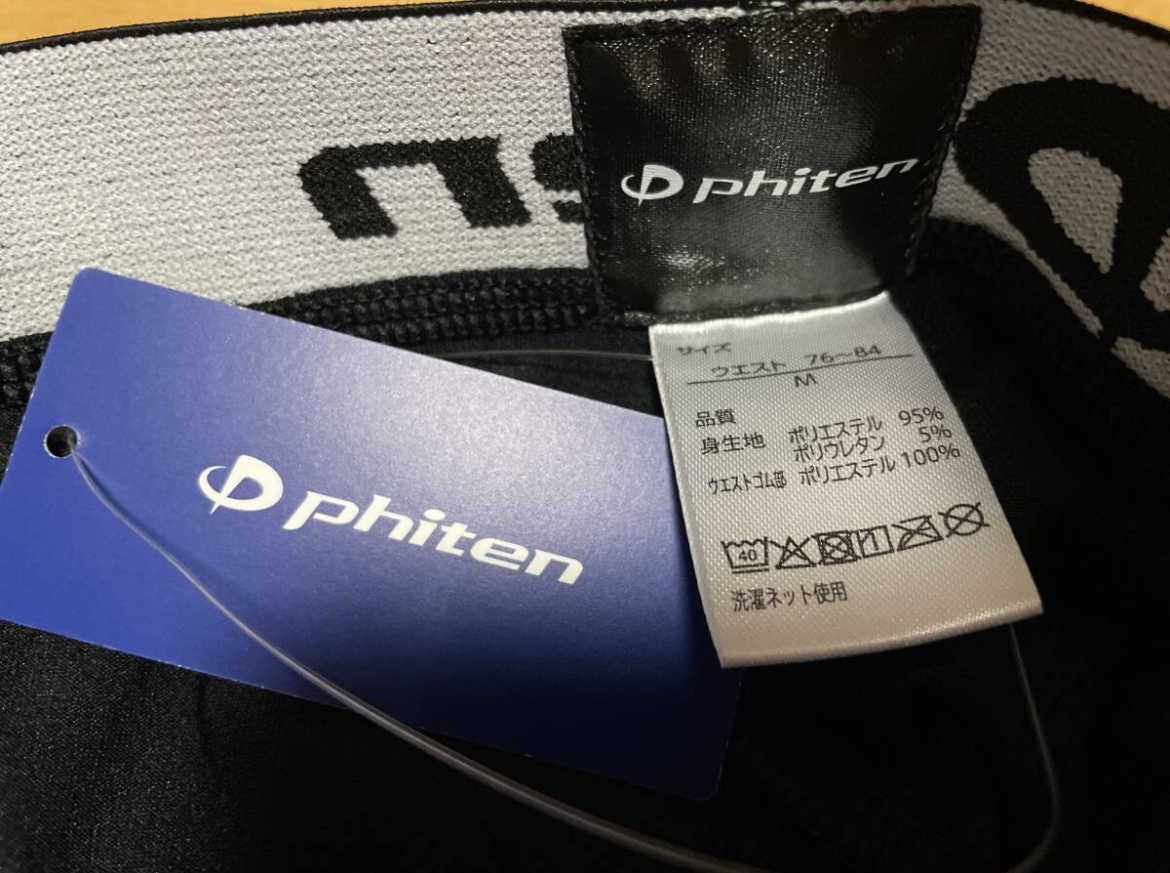 phiten
サイズ
ウエスト 76〜84
M
品質
身生地 ポリエステル 95%
ポリウレタン 5%
ウエストゴム部 ポリエステル 100%
40
洗濯ネット使用
phiten